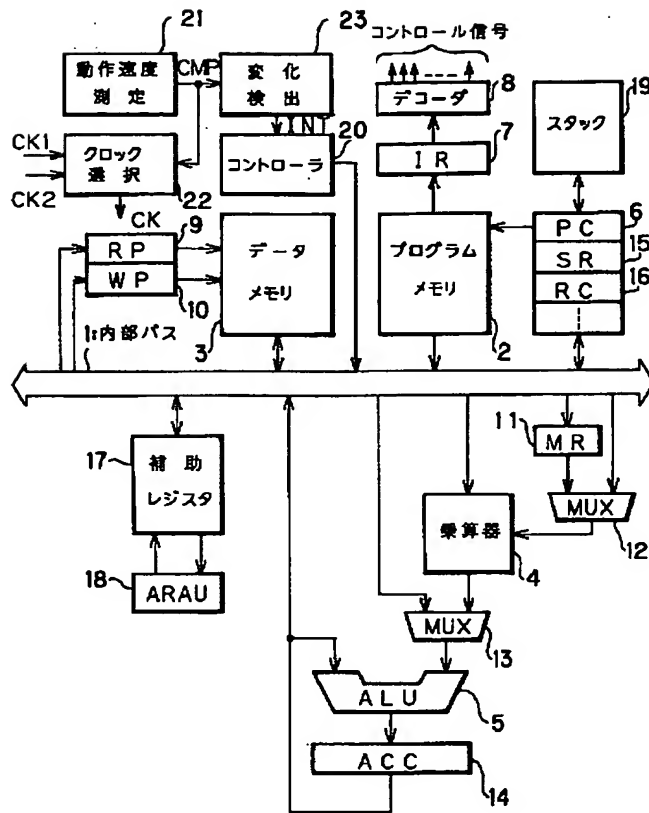 21
動作速度
測定
CMP
23
変化
検出
INT
コントロール信号
デコーダ
8
7
IR
19
スタック
CK1
CK2
クロック
選択
22
コントローラ
20
CK
9
RP
WP
10
データ
メモリ
3
プログラム
メモリ
2
PC
6
SR
15
RC
16
1:内部バス
17
補助
レジスタ
18
ARAU
11
MR
MUX
12
乗算器
4
MUX
13
ALU
5
ACC
14